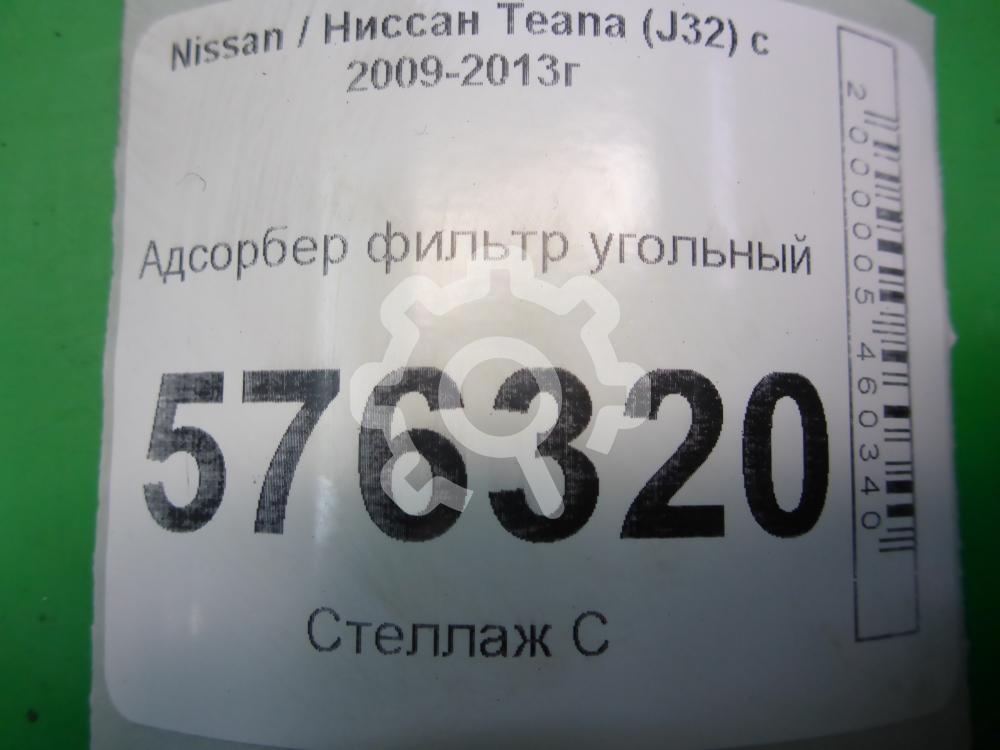 Nissan / Ниссан Teana (J32) с
2009-2013г
Адсорбер фильтр угольный
576320
Стеллаж С
2000005460340